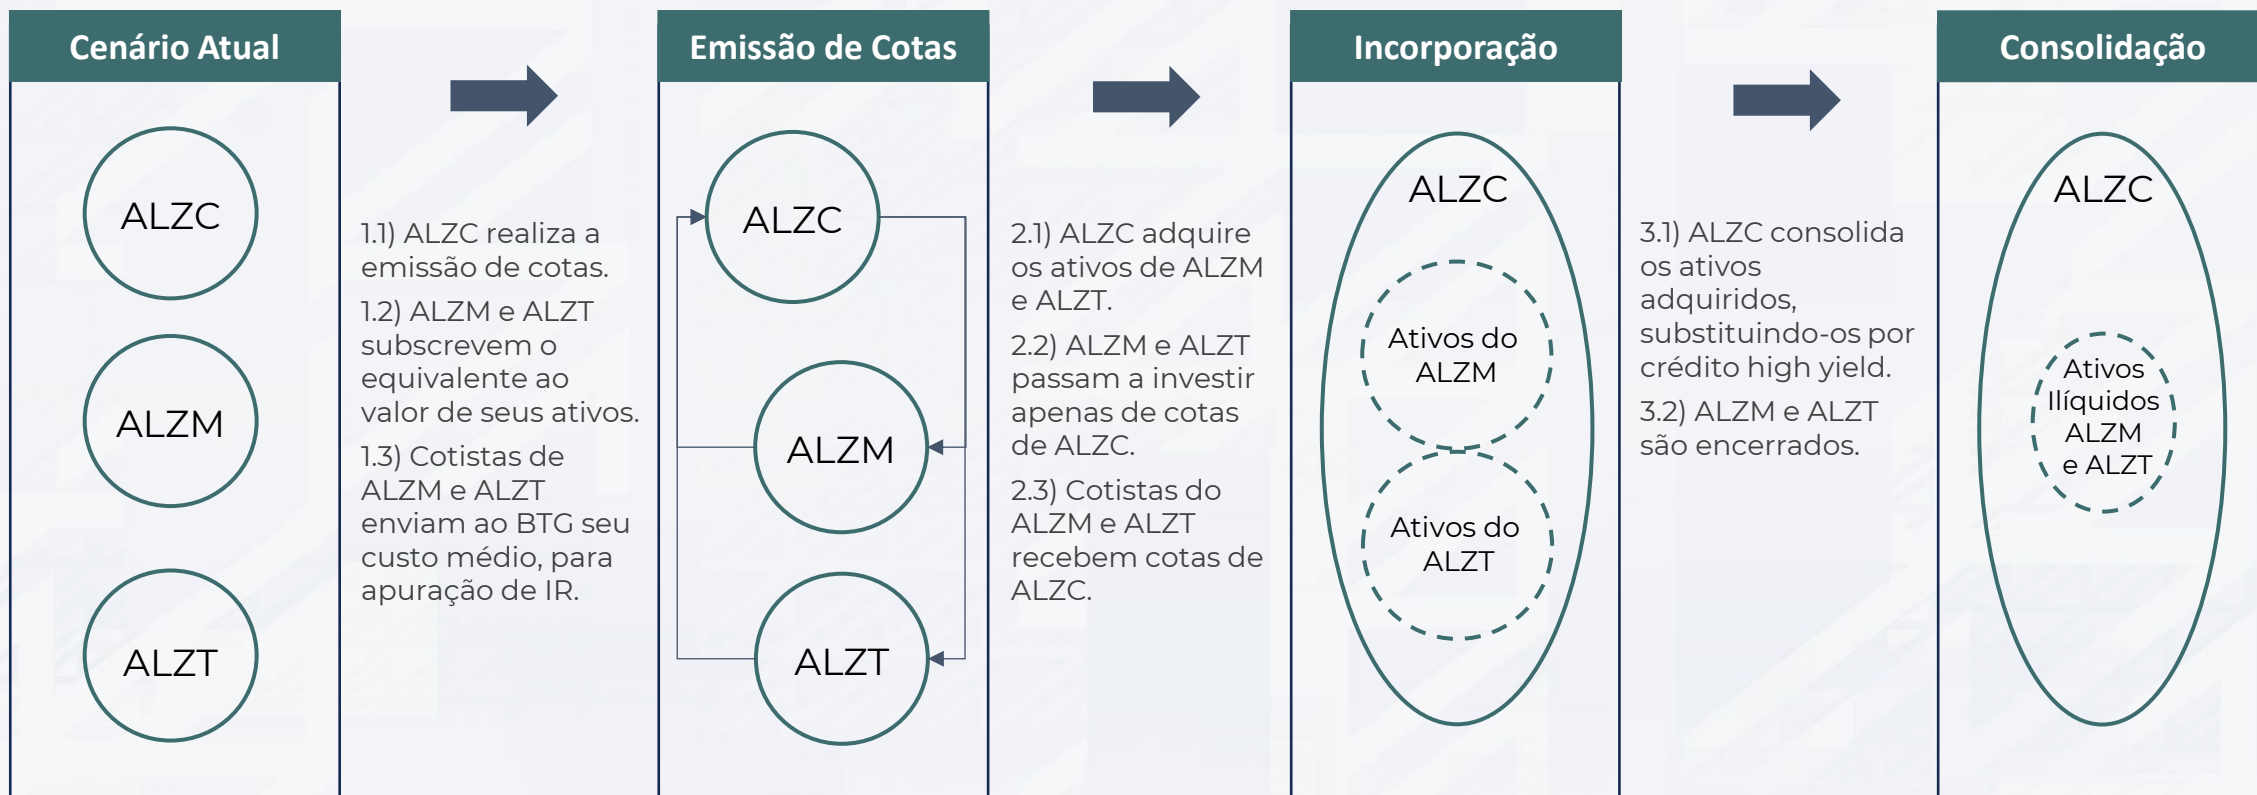 Cenário Atual
ALZC
ALZM
ALZT
1.1) ALZC realiza a
emissão de cotas.
1.2) ALZM e ALZT
subscrevem o
equivalente ao
valor de seus ativos.
1.3) Cotistas de
ALZM e ALZT
enviam ao BTG seu
custo médio, para
apuração de IR.
Emissão de Cotas
ALZC
ALZM
ALZT
2.1) ALZC adquire
os ativos de ALZM
e ALZT.
2.2) ALZM e ALZT
passam a investir
apenas de cotas
de ALZC.
2.3) Cotistas do
ALZM e ALZT
recebem cotas de
ALZC.
Incorporação
ALZC
Ativos do
ALZM
Ativos do
ALZT
3.1) ALZC consolida
os ativos
adquiridos,
substituindo-os por
crédito high yield.
3.2) ALZM e ALZT
são encerrados.
Consolidação
ALZC
Ativos
Ilíquidos
ALZM
e ALZT